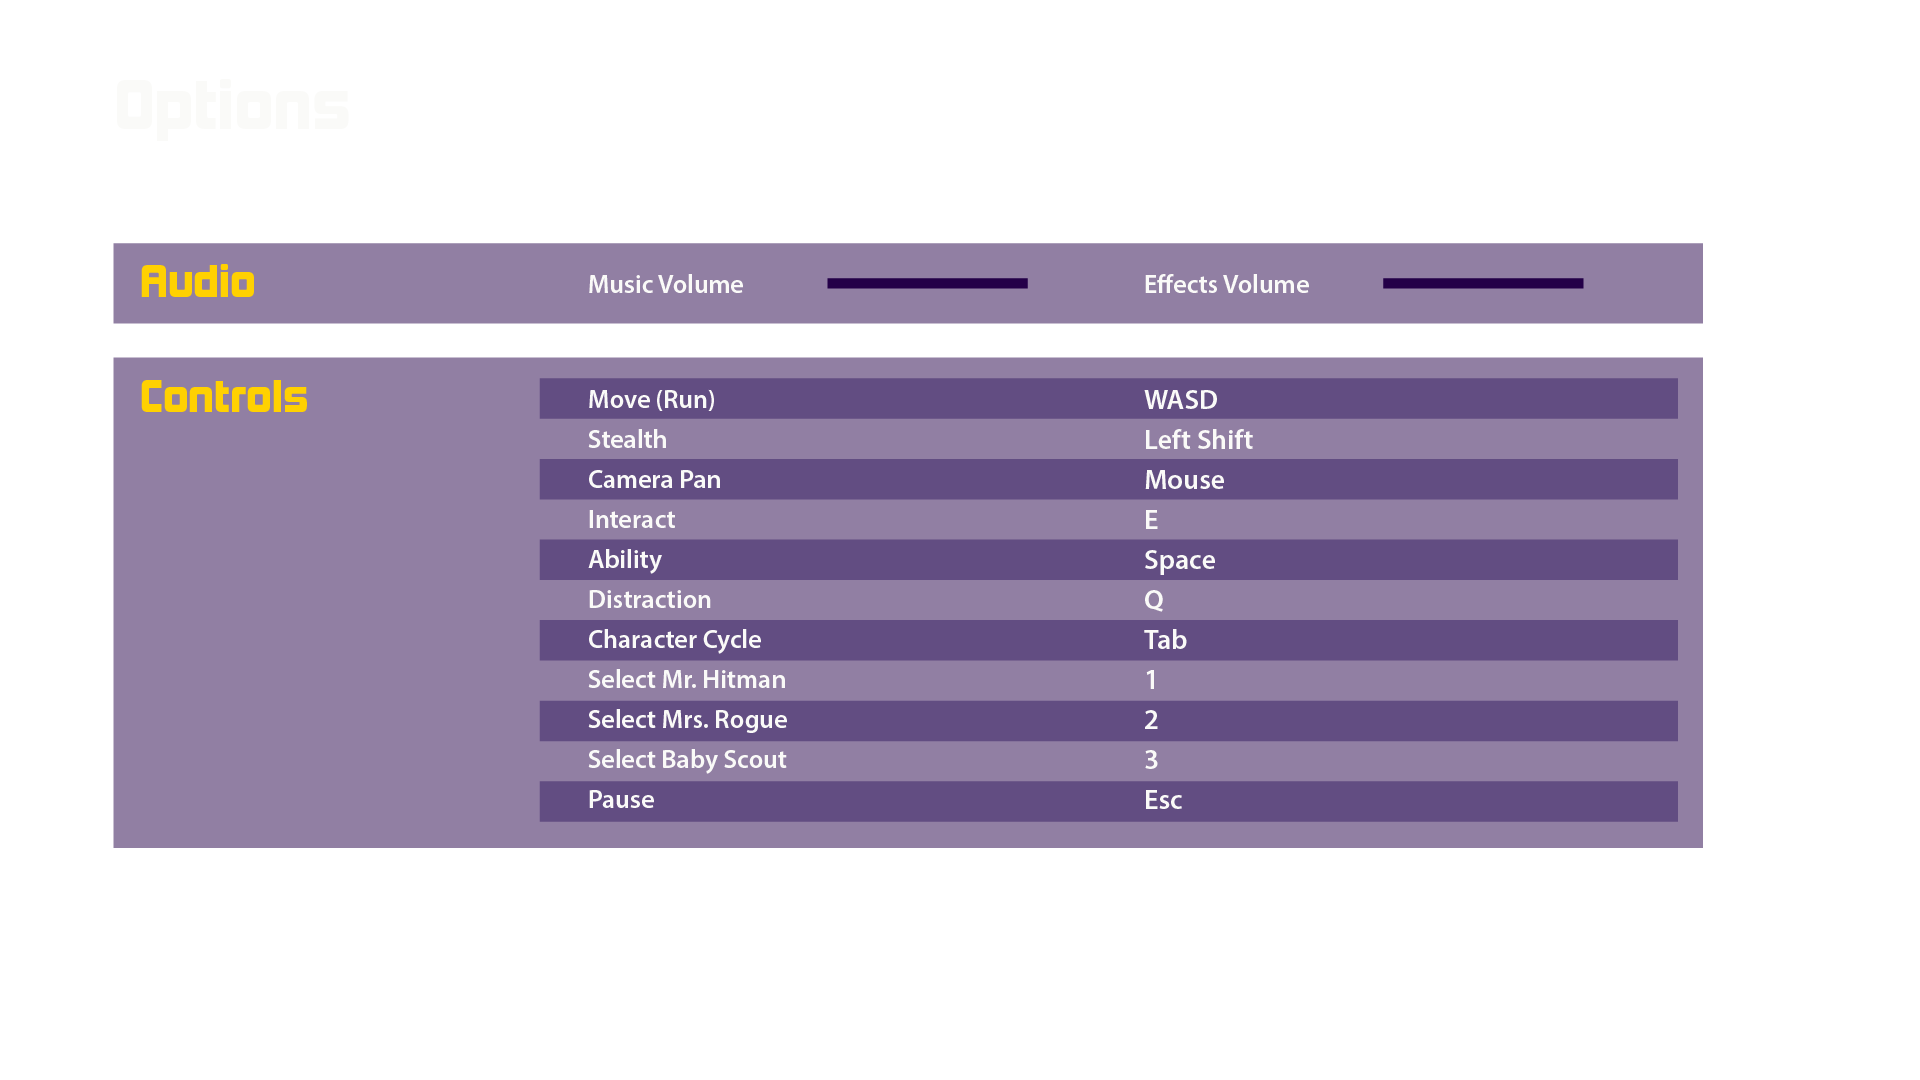 Options
Audio
Music Volume
Effects Volume
Controls
Move (Run) WASD
Stealth Left Shift
Camera Pan Mouse
Interact E
Ability Space
Distraction Q
Character Cycle Tab
Select Mr. Hitman 1
Select Mrs. Rogue 2
Select Baby Scout 3
Pause Esc